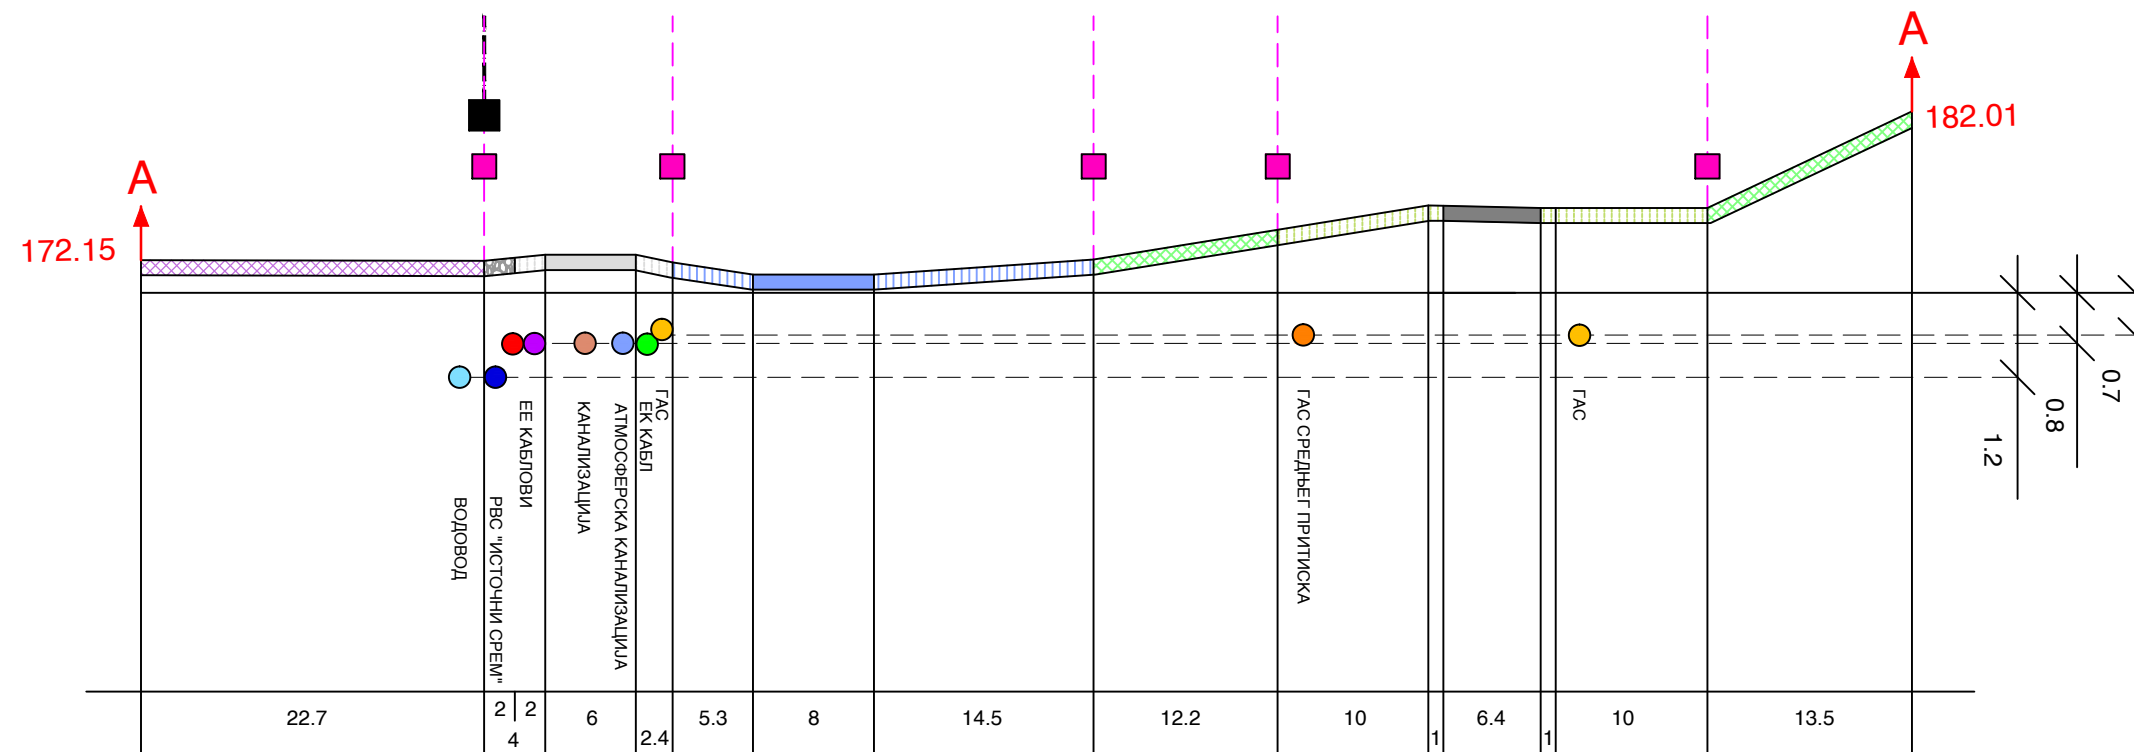 A
182.01
A
172.15
ГАС
ЕК КАБЛ
АТМОСФЕРСКА КАНАЛИЗАЦИЈА
КАНАЛИЗАЦИЈА
ЕЕ КАБЛОВИ
РВС "ИСТОЧНИ СРЕМ"
ВОДОВОД
ГАС СРЕДЊЕГ ПРИТИСКА
ГАС
0.7
0.8
1.2
22.7
2
2
4
6
2.4
5.3
8
14.5
12.2
10
1
6.4
1
10
13.5